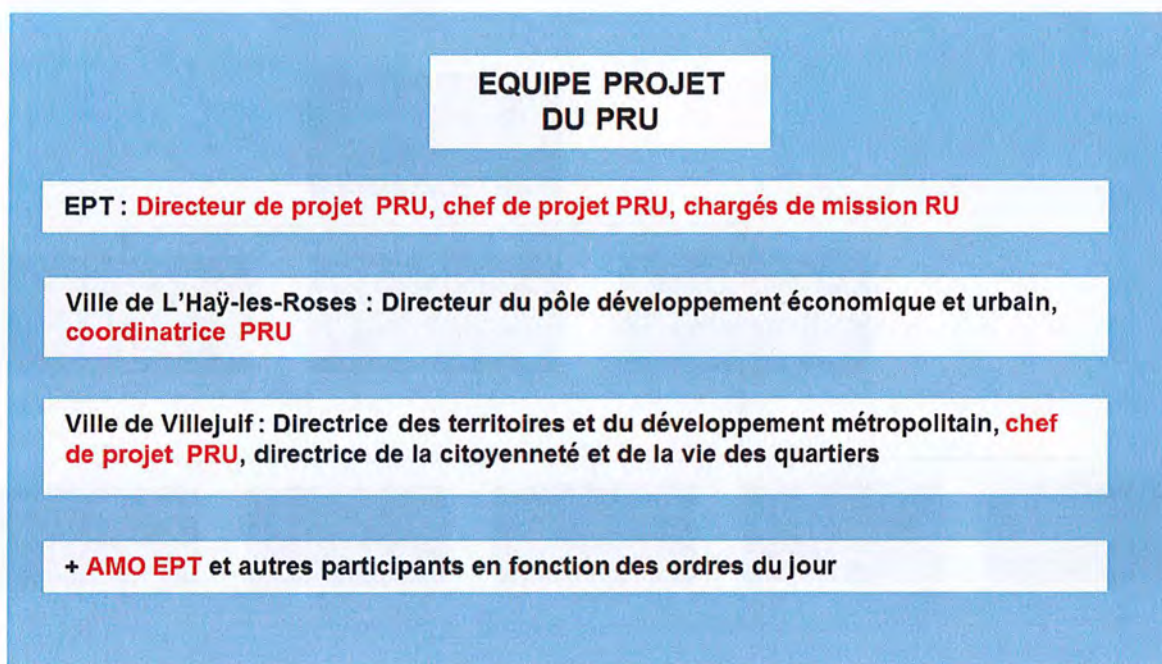 EQUIPE PROJET
DU PRU
EPT : Directeur de projet PRU, chef de projet PRU, chargés de mission RU
Ville de L'Haÿ-les-Roses : Directeur du pôle développement économique et urbain,
coordinatrice PRU
Ville de Villejuif : Directrice des territoires et du développement métropolitain, chef
de projet PRU, directrice de la citoyenneté et de la vie des quartiers
+ AMO EPT et autres participants en fonction des ordres du jour